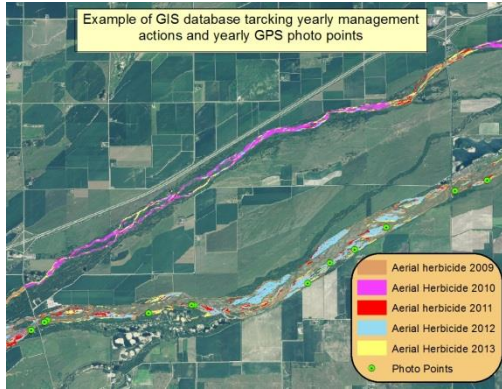 Example of GIS database tarcking yearly management
actions and yearly GPS photo points
Aerial herbicide 2009
Aerial Herbicide 2010
Aerial herbicide 2011
Aerial Herbicide 2012
Aerial Herbicide 2013
Photo Points